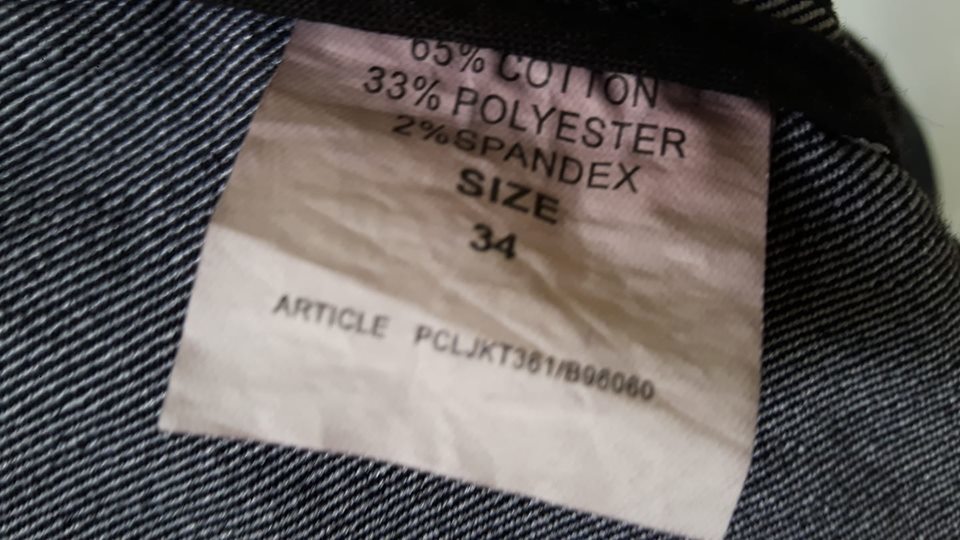 65% COTTON
33% POLYESTER
2%SPANDEX
SIZE
34
ARTICLE PCLJKT361/B96060